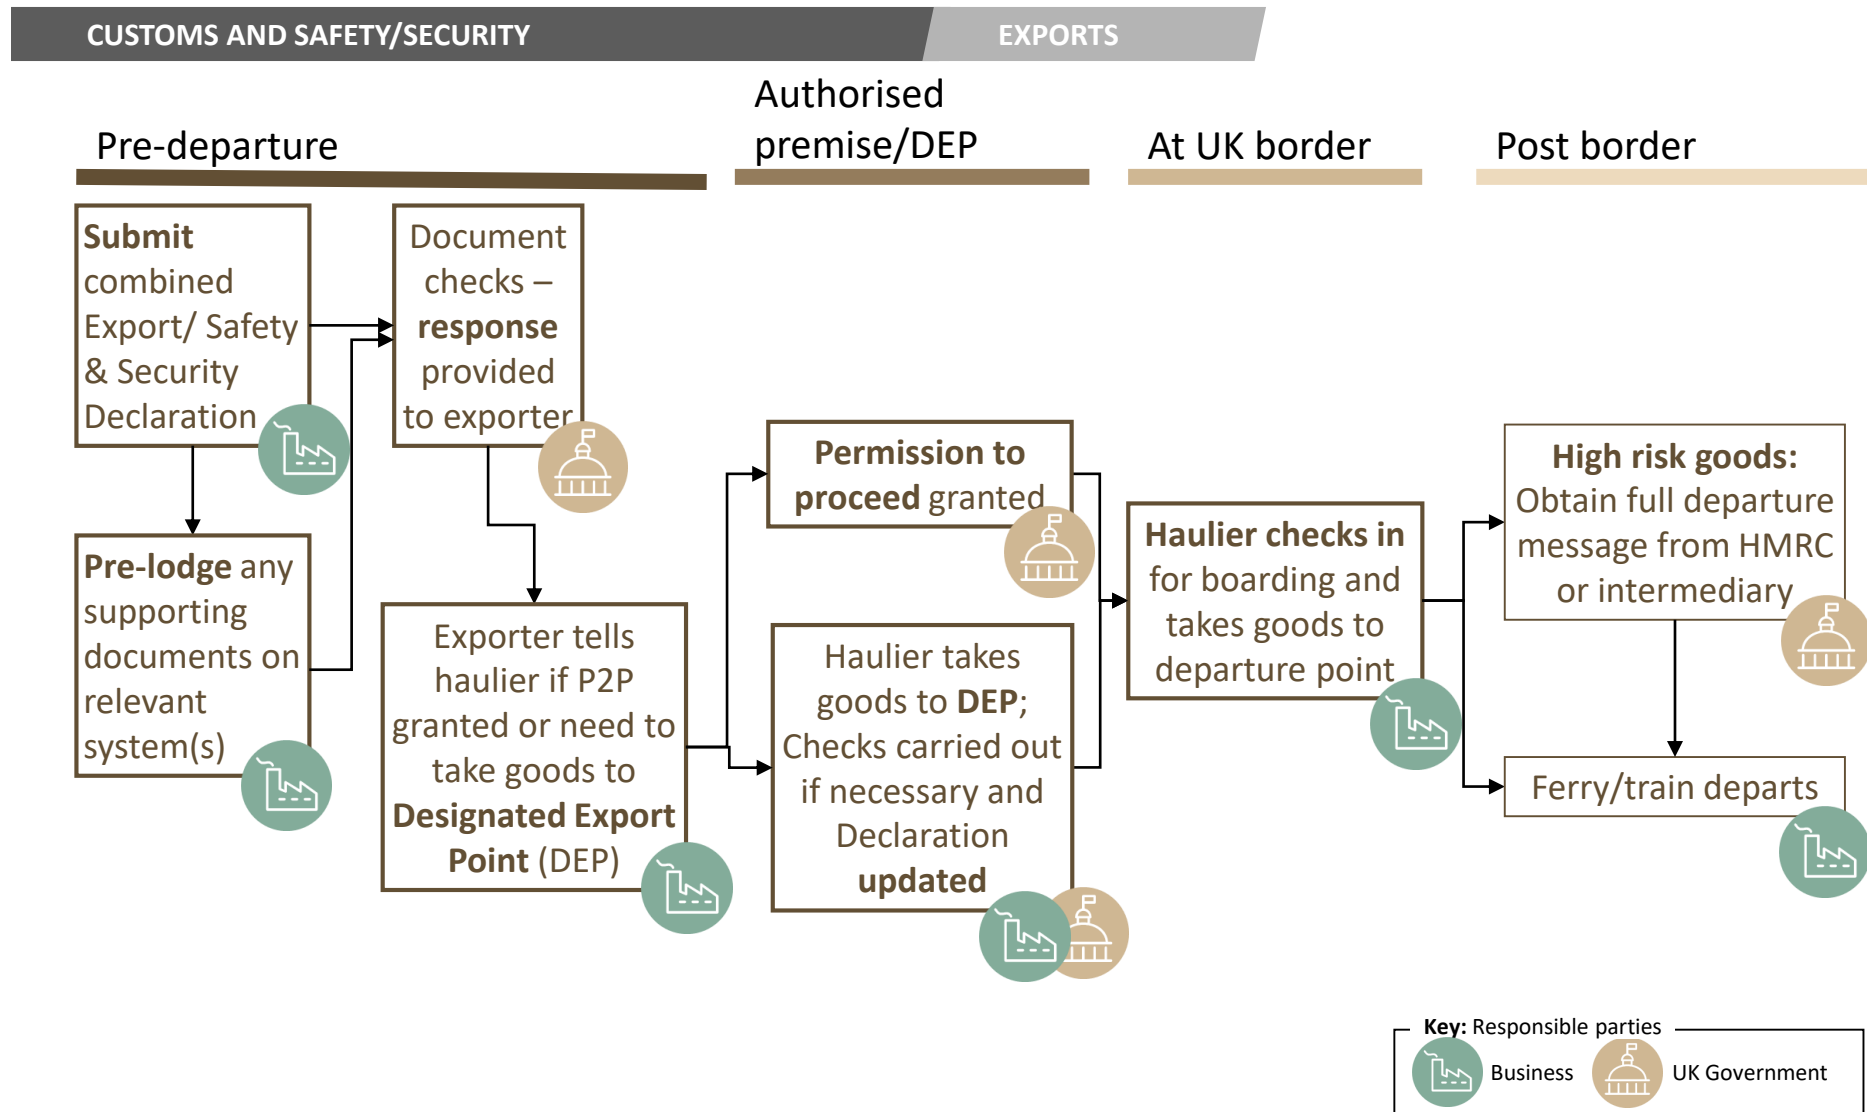 CUSTOMS AND SAFETY/SECURITY
EXPORTS
Pre-departure
Authorised
premise/DEP
At UK border
Post border
Submit
combined
Export/ Safety
& Security
Declaration
Pre-lodge any
supporting
documents on
relevant
system(s)
Document
checks –
response
provided
to exporter
Exporter tells
haulier if P2P
granted or need to
take goods to
Designated Export
Point (DEP)
Permission to
proceed granted
Haulier takes
goods to DEP;
Checks carried out
if necessary and
Declaration
updated
Haulier checks in
for boarding and
takes goods to
departure point
High risk goods:
Obtain full departure
message from HMRC
or intermediary
Ferry/train departs
Key: Responsible parties
Business
UK Government